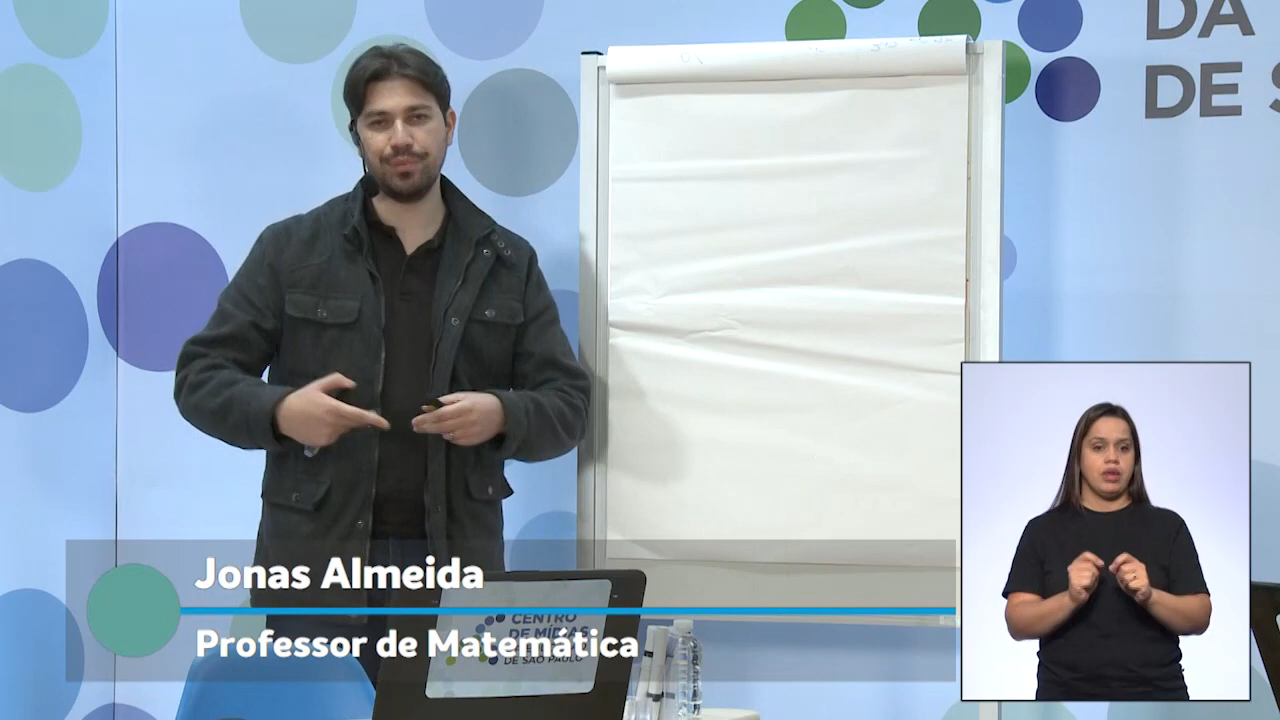 DA
DE S
Jonas Almeida
Professor de Matemática
CENTRO
DE MÍDIAS
DE SÃO PAULO